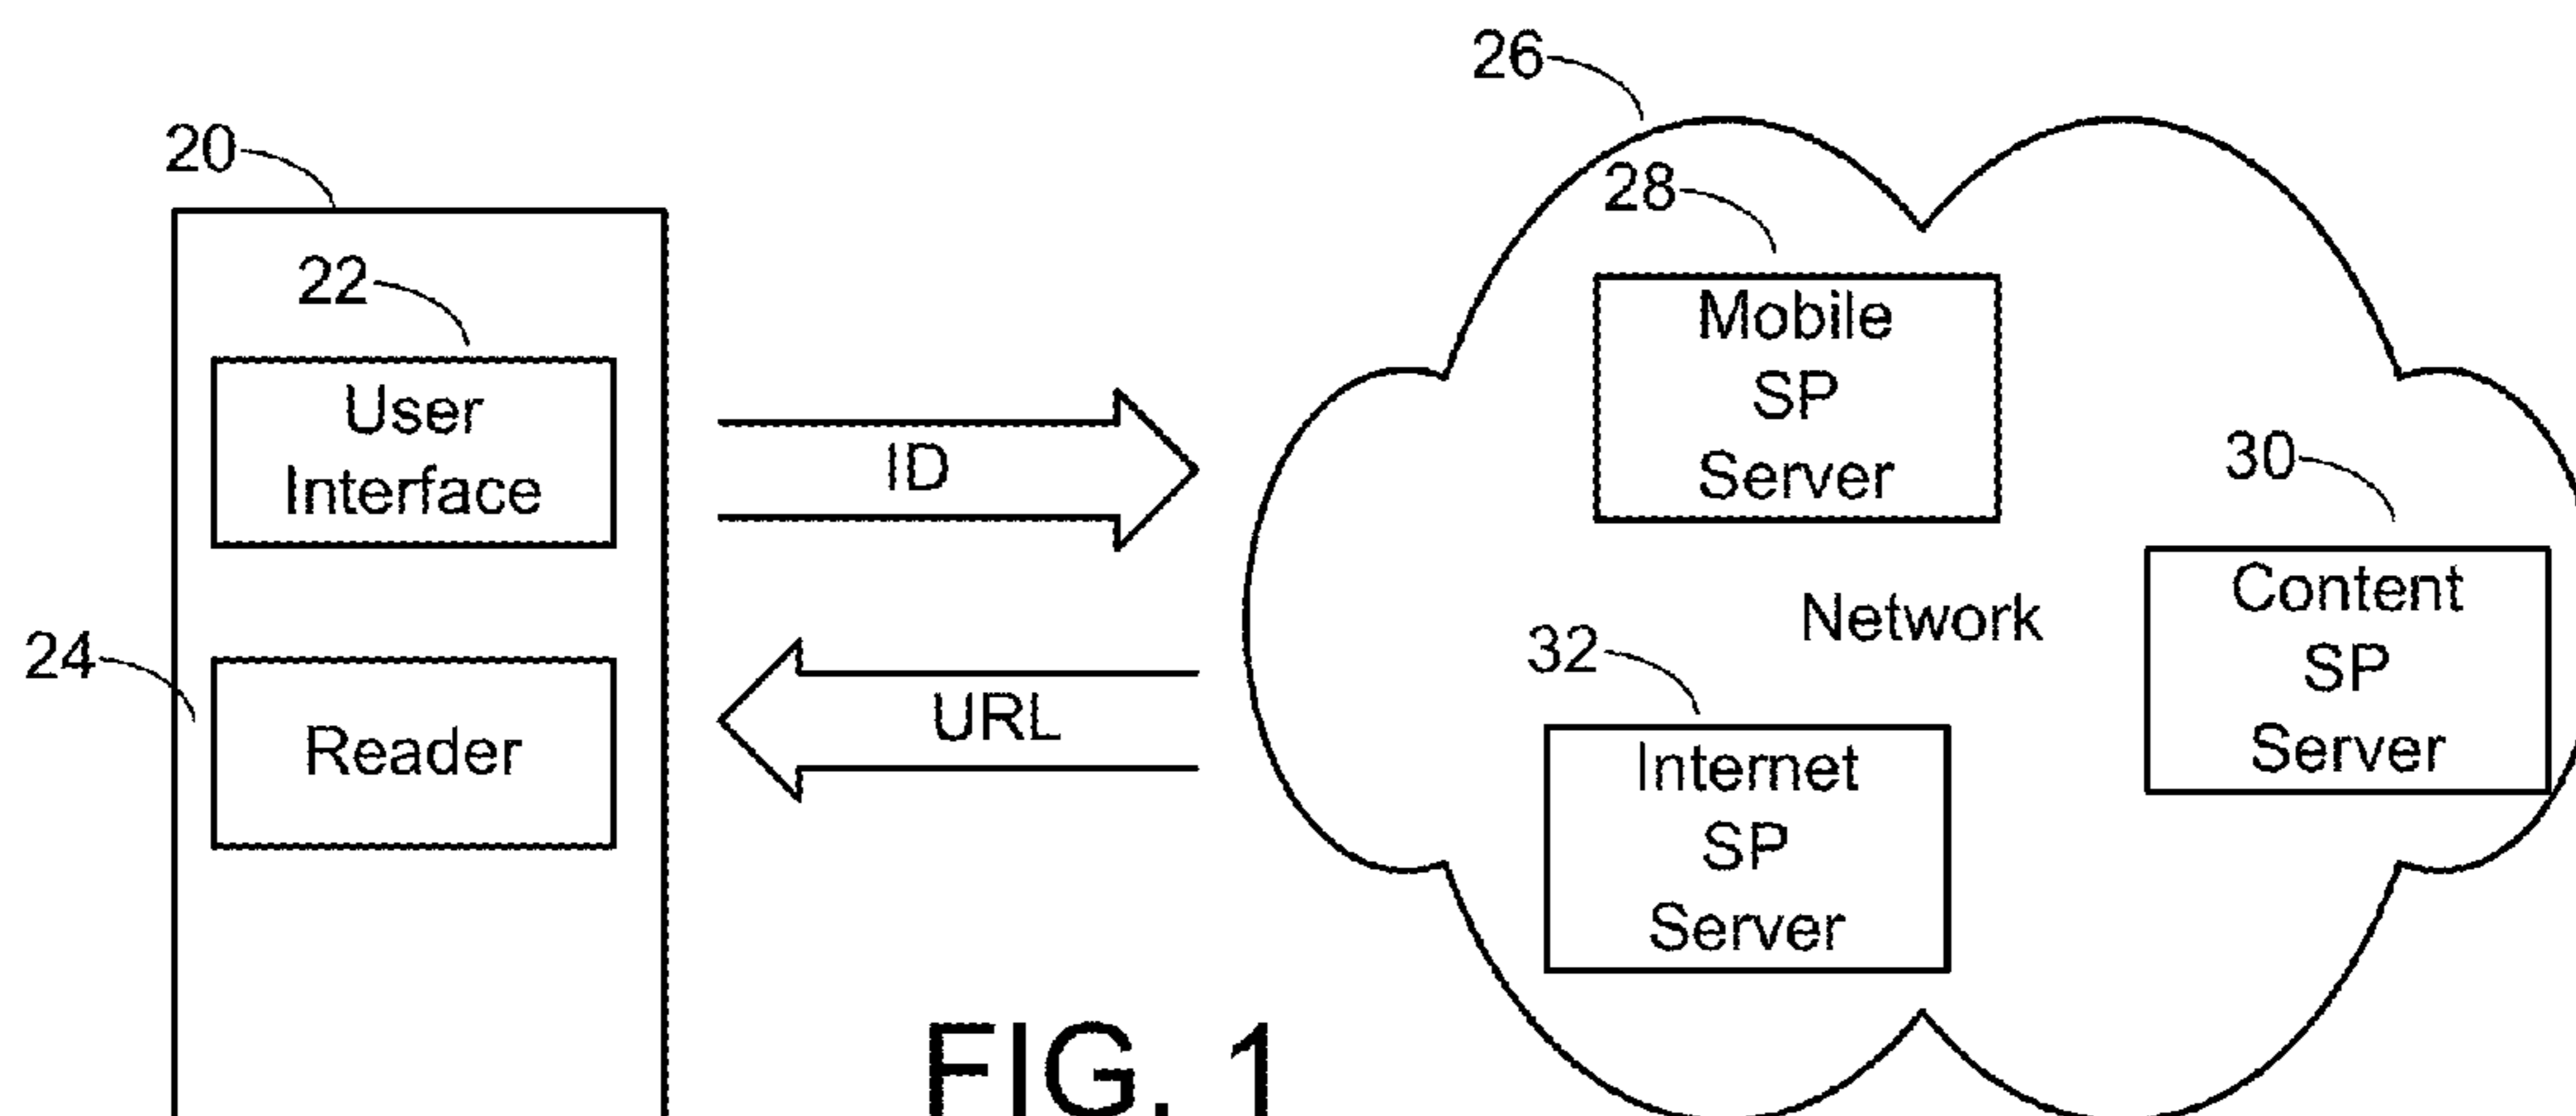 26
20
28
22
Mobile
SP
Server
User
Interface
ID
30
Content
SP
Server
Network
24
32
Reader
URL
Internet
SP
Server
FIG. 1